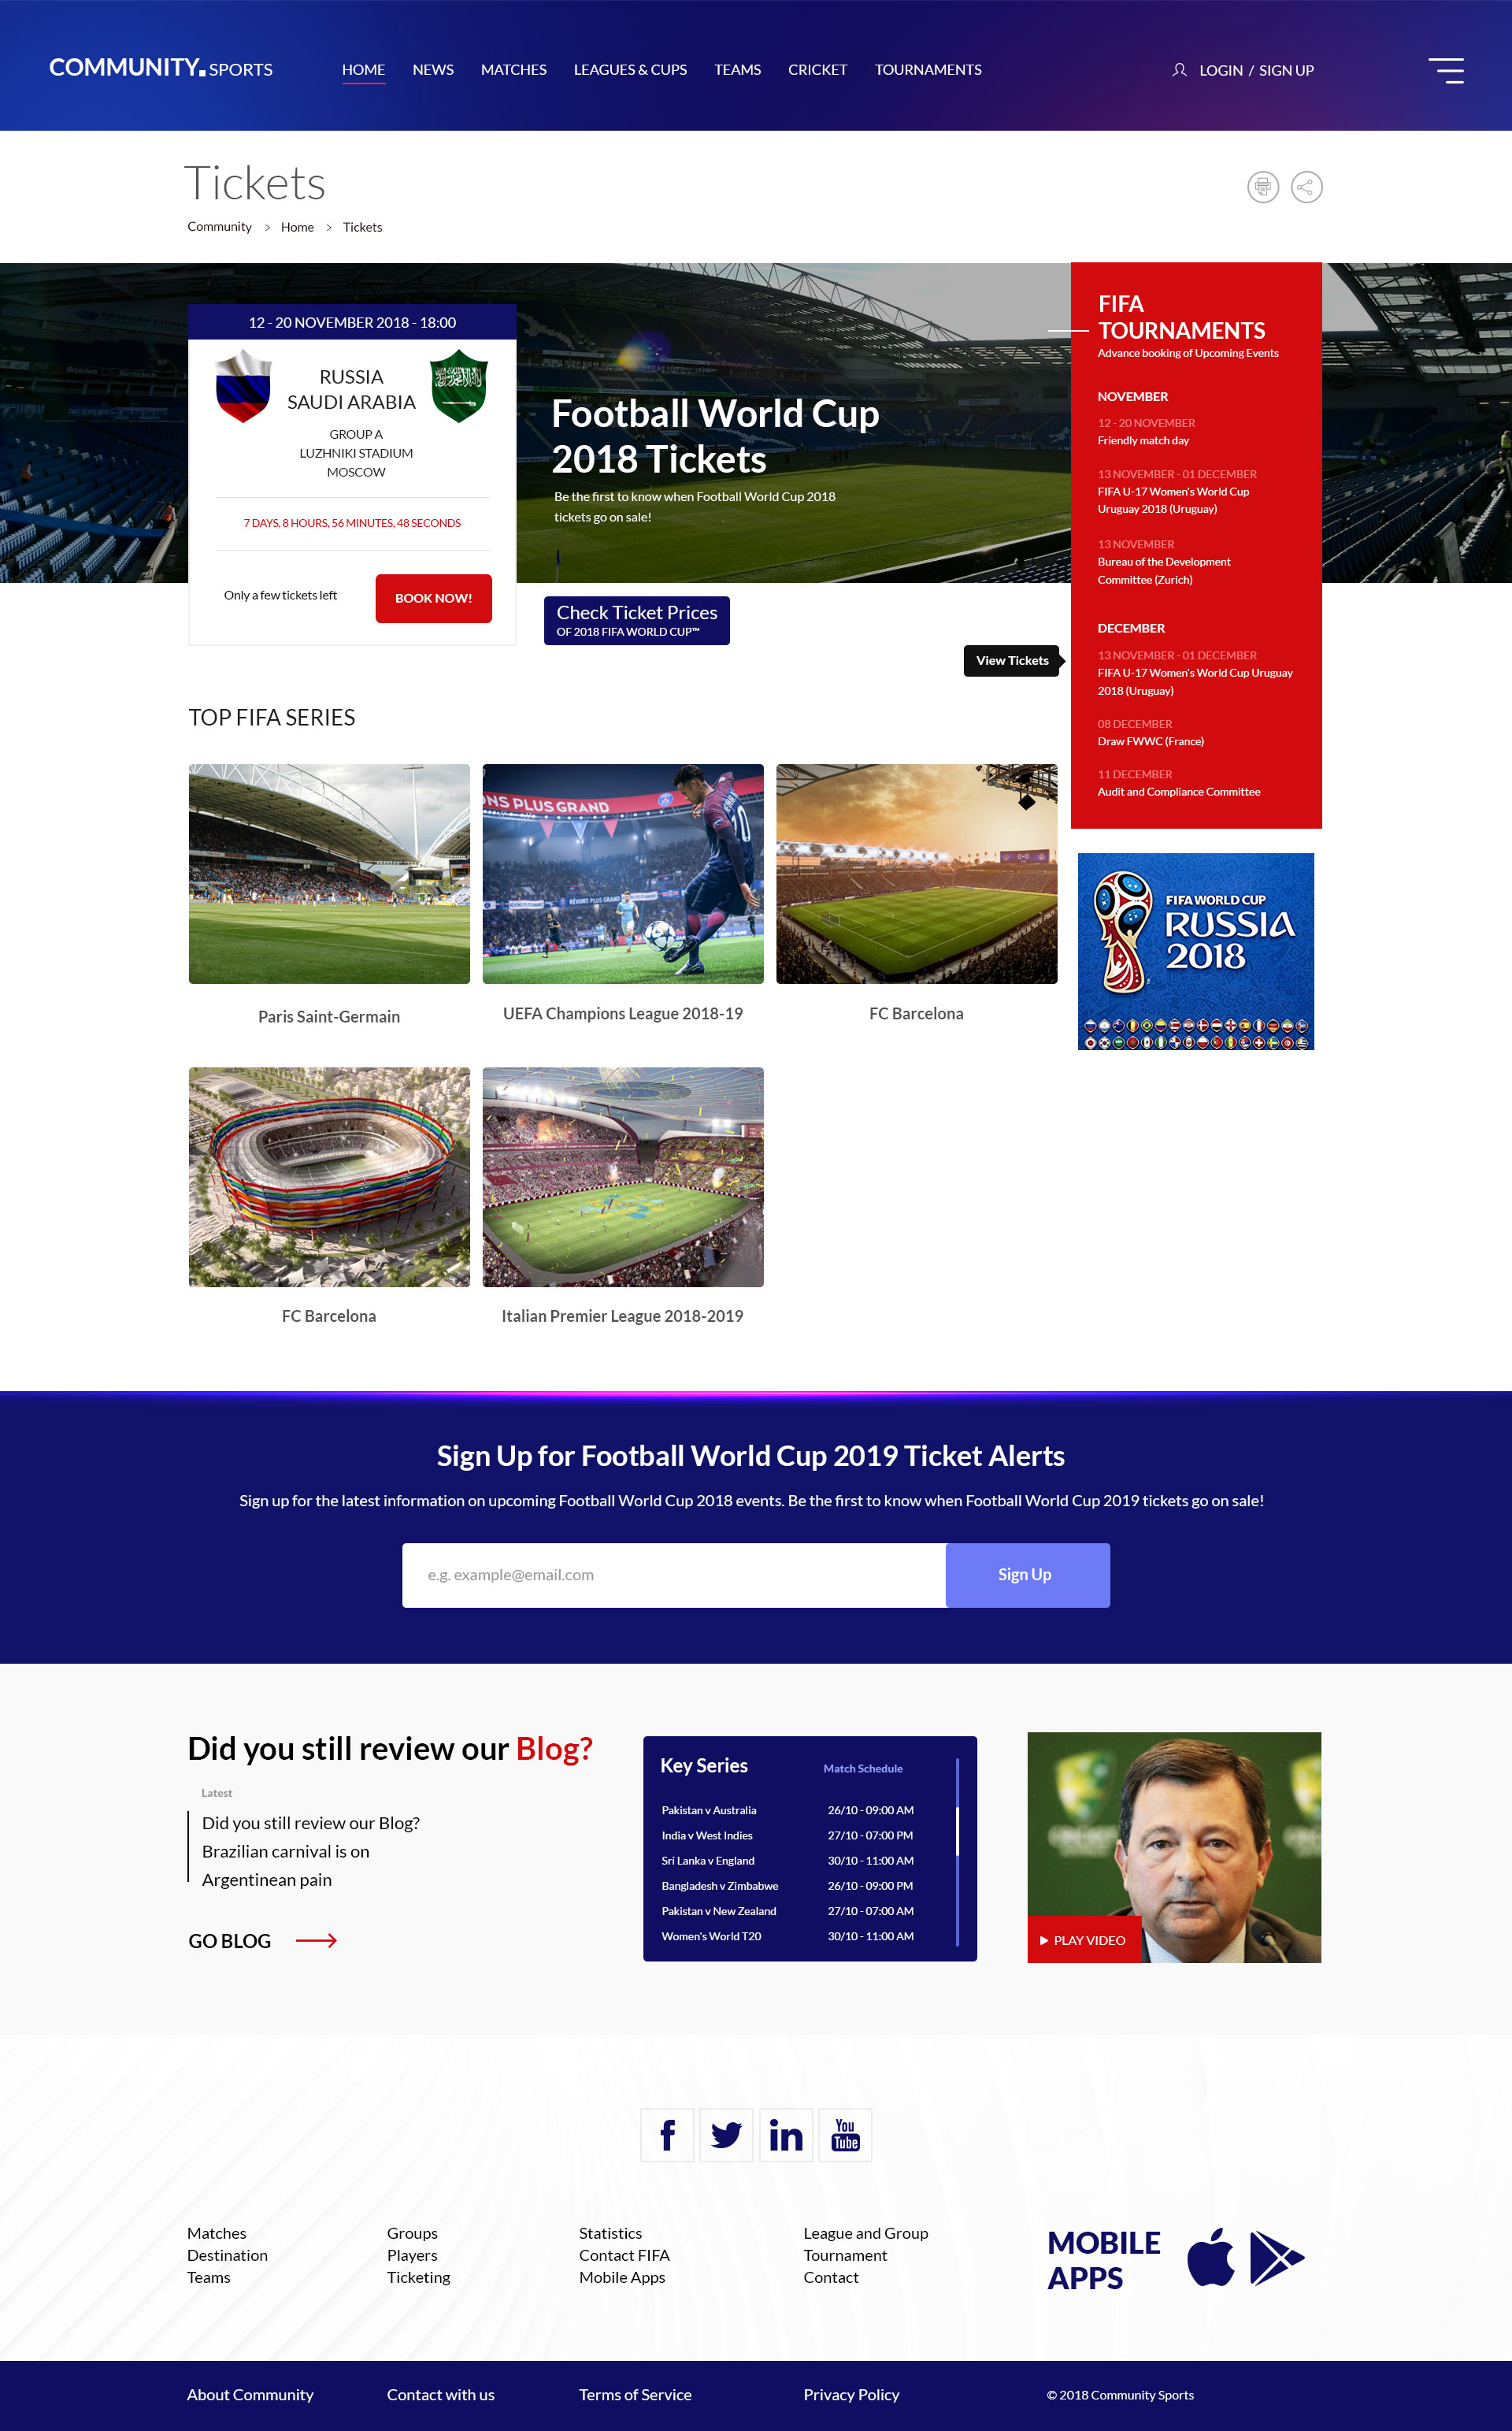 COMMUNITY. SPORTS
HOME NEWS MATCHES LEAGUES & CUPS TEAMS CRICKET TOURNAMENTS
LOGIN / SIGN UP
Tickets
Community > Home > Tickets
12 - 20 NOVEMBER 2018 - 18:00
RUSSIA
SAUDI ARABIA
GROUP A
LUZHNIKI STADIUM
MOSCOW
7 DAYS, 8 HOURS, 56 MINUTES, 48 SECONDS
Only a few tickets left
BOOK NOW!
Football World Cup
2018 Tickets
Be the first to know when Football World Cup 2018
tickets go on sale!
Check Ticket Prices
OF 2018 FIFA WORLD CUP™
View Tickets
FIFA
TOURNAMENTS
Advance booking of Upcoming Events
NOVEMBER
12 - 20 NOVEMBER
Friendly match day
13 NOVEMBER - 01 DECEMBER
FIFA U-17 Women's World Cup
Uruguay 2018 (Uruguay)
13 NOVEMBER
Bureau of the Development
Committee (Zurich)
DECEMBER
13 NOVEMBER - 01 DECEMBER
FIFA U-17 Women's World Cup Uruguay
2018 (Uruguay)
08 DECEMBER
Draw FWWC (France)
11 DECEMBER
Audit and Compliance Committee
FIFA WORLD CUP
RUSSIA
2018
TOP FIFA SERIES
ONS PLUS GRAND
RÊVONS PLUS GRAND
10
0-0
Paris Saint-Germain
UEFA Champions League 2018-19
FC Barcelona
FC Barcelona
Italian Premier League 2018-2019
Sign Up for Football World Cup 2019 Ticket Alerts
Sign up for the latest information on upcoming Football World Cup 2018 events. Be the first to know when Football World Cup 2019 tickets go on sale!
e.g. example@email.com
Sign Up
Did you still review our Blog?
Latest
Did you still review our Blog?
Brazilian carnival is on
Argentinean pain
GO BLOG
Key Series Match Schedule
Pakistan v Australia 26/10 - 09:00 AM
India v West Indies 27/10 - 07:00 PM
Sri Lanka v England 30/10 - 11:00 AM
Bangladesh v Zimbabwe 26/10 - 09:00 PM
Pakistan v New Zealand 27/10 - 07:00 AM
Women's World T20 30/10 - 11:00 AM
PLAY VIDEO
f in You Tube
Matches
Destination
Teams
Groups
Players
Ticketing
Statistics
Contact FIFA
Mobile Apps
League and Group
Tournament
Contact
MOBILE
APPS
About Community Contact with us Terms of Service Privacy Policy © 2018 Community Sports